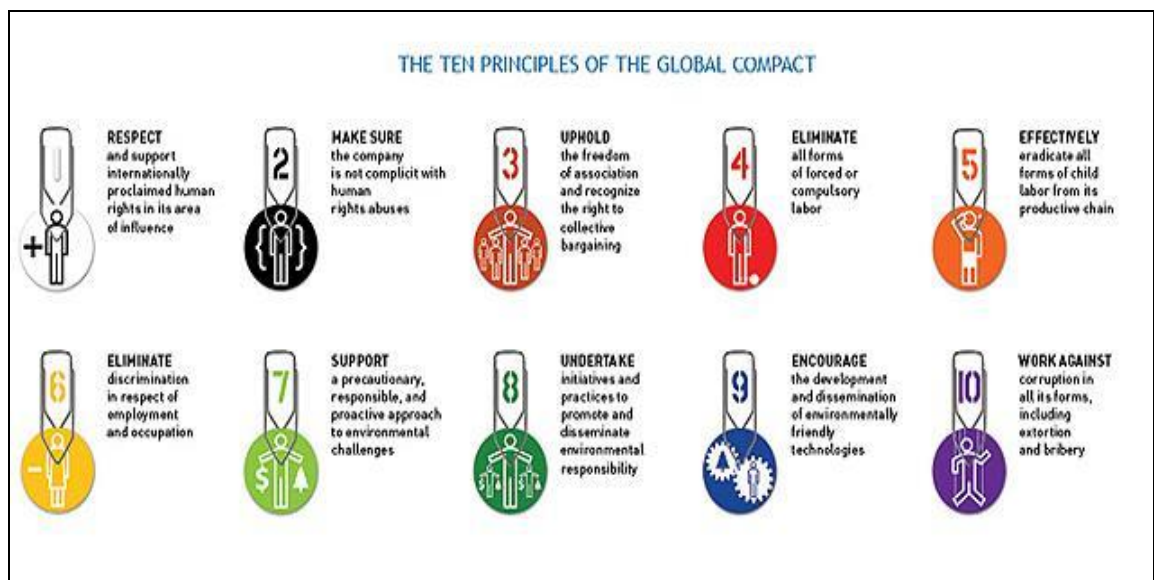 THE TEN PRINCIPLES OF THE GLOBAL COMPACT
1
RESPECT
and support
internationally
proclaimed human
rights in its area
of influence
+
2
MAKE SURE
the company
is not complicit with
human
rights abuses
{ }
3
UPHOLD
the freedom
of association
and recognize
the right to
collective
bargaining
4
ELIMINATE
all forms
of forced or
compulsory
labor
5
EFFECTIVELY
eradicate all
forms of child
labor from its
productive chain
6
ELIMINATE
discrimination
in respect of
employment
and occupation
-
7
SUPPORT
a precautionary,
responsible, and
proactive approach
to environmental
challenges
$
8
UNDERTAKE
initiatives and
practices to
promote and
disseminate
environmental
responsibility
$ $
9
ENCOURAGE
the development
and dissemination
of environmentally
friendly
technologies
10
WORK AGAINST
corruption in
all its forms,
including
extortion
and bribery